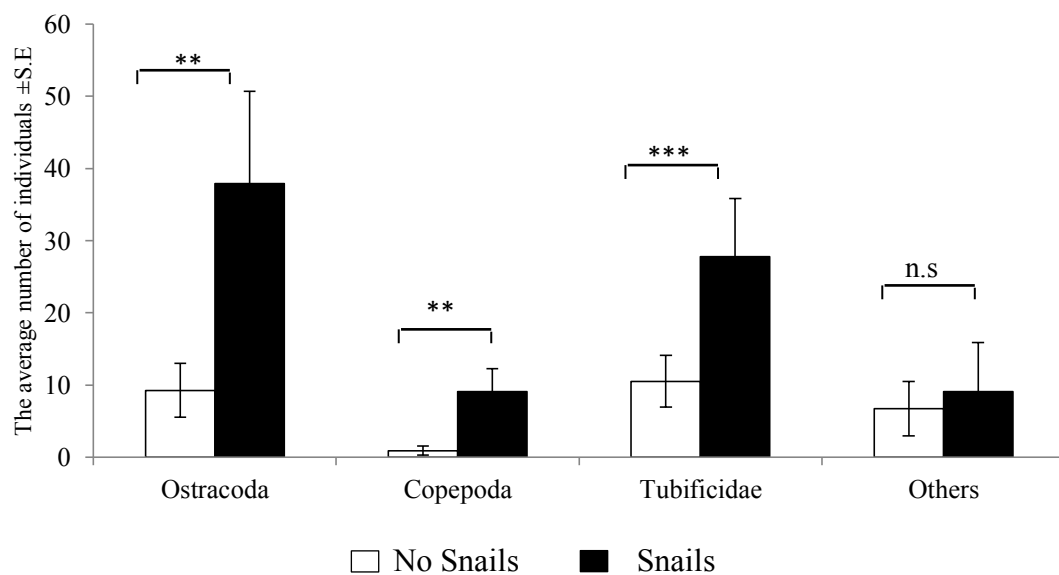 The average number of individuals ±S.E
60
50
40
30
20
10
0
**
**
***
n.s
Ostracoda Copepoda Tubificidae Others
No Snails Snails